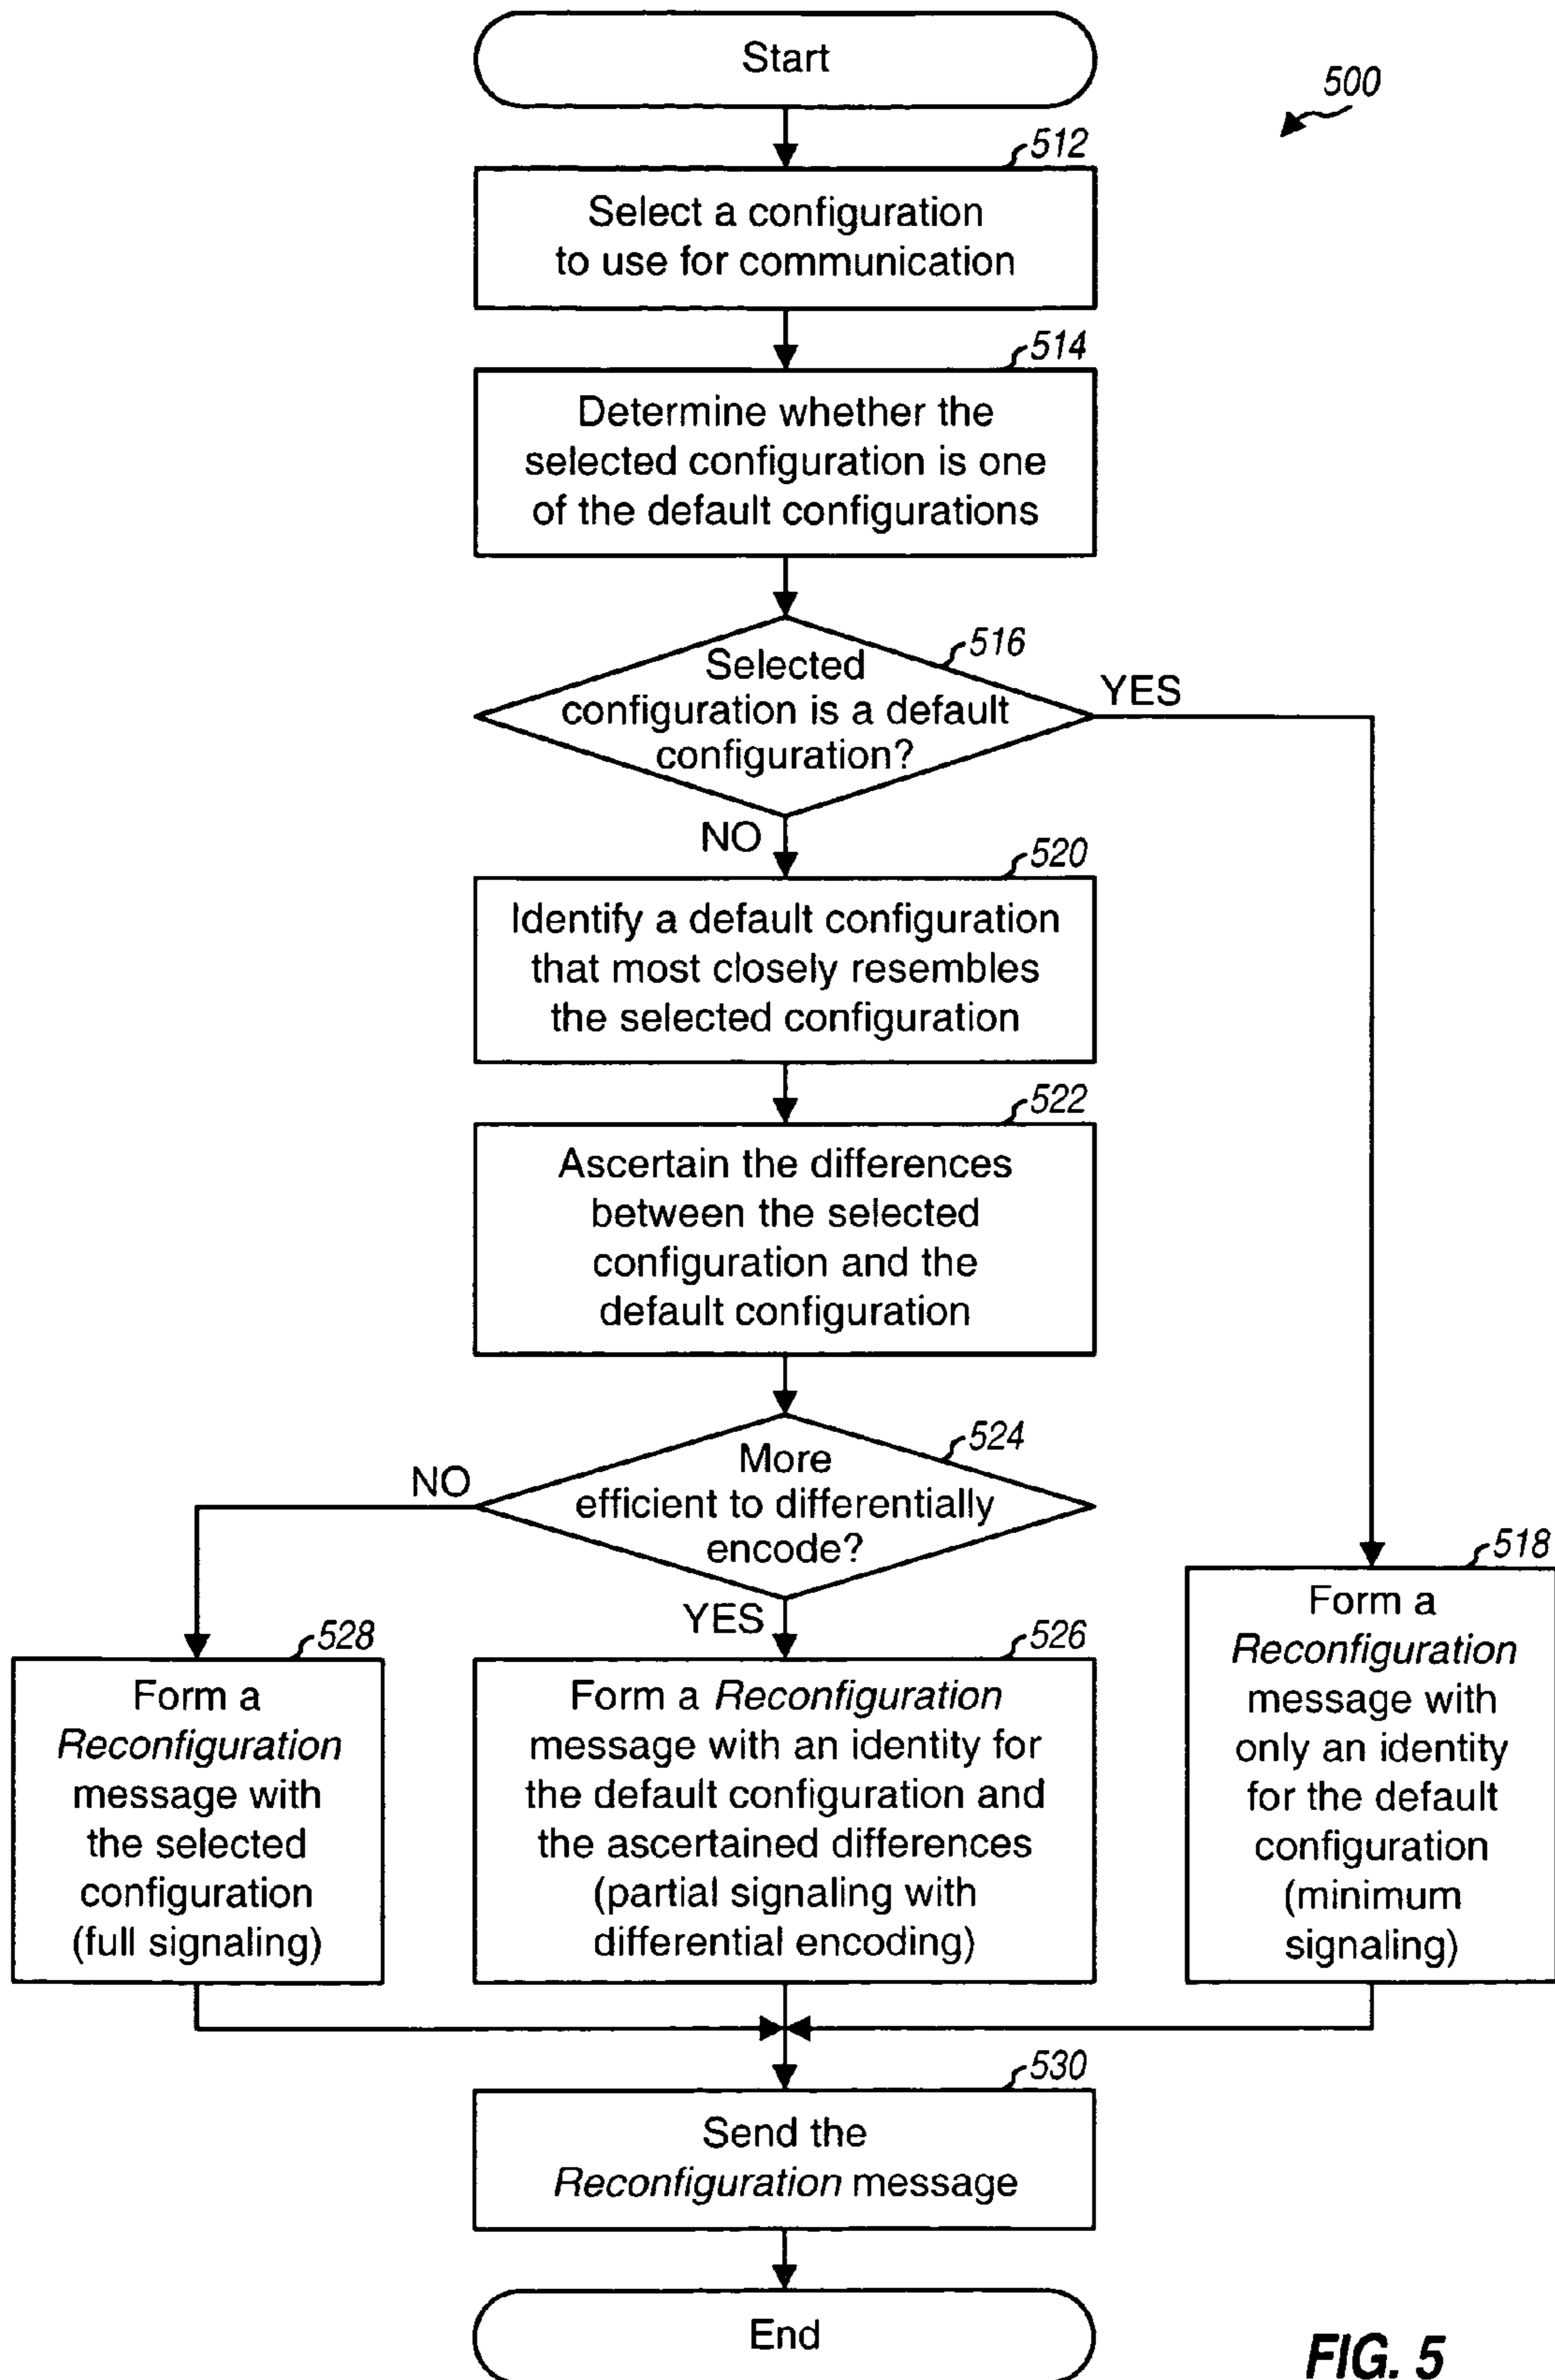 Start
500
512
Select a configuration
to use for communication
514
Determine whether the
selected configuration is one
of the default configurations
516
Selected
configuration is a default
configuration?
YES
NO
520
Identify a default configuration
that most closely resembles
the selected configuration
522
Ascertain the differences
between the selected
configuration and the
default configuration
524
More
efficient to differentially
encode?
NO
YES
528
Form a
Reconfiguration
message with
the selected
configuration
(full signaling)
526
Form a Reconfiguration
message with an identity for
the default configuration and
the ascertained differences
(partial signaling with
differential encoding)
518
Form a
Reconfiguration
message with
only an identity
for the default
configuration
(minimum
signaling)
530
Send the
Reconfiguration message
End
FIG. 5